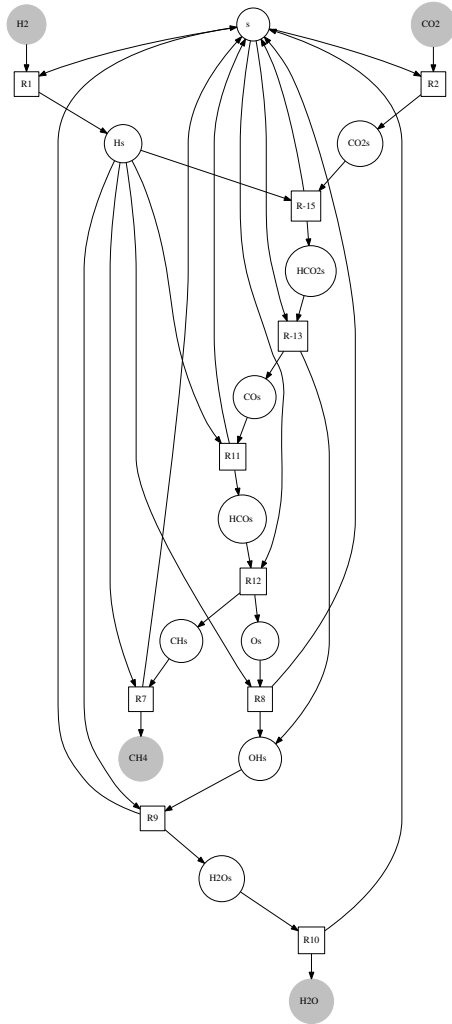 H2
s
CO2
R1
R2
Hs
CO2s
R-15
HCO2s
R-13
COs
R11
HCOs
R12
CHs
Os
R7
R8
CH4
OHs
R9
H2Os
R10
H2O